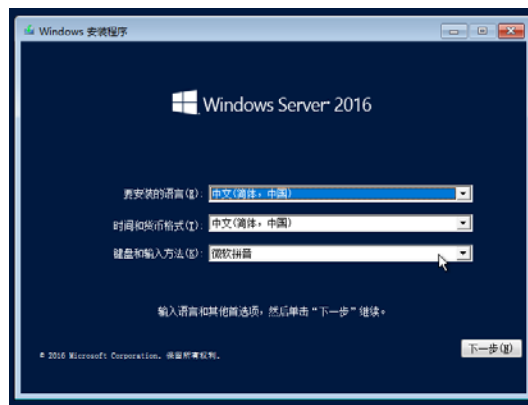 Windows 安装程序
Windows Server 2016
要安装的语言(E): 中文(简体，中国)
时间和货币格式(T): 中文(简体，中国)
键盘和输入方法(K): 微软拼音
输入语言和其他首选项，然后单击“下一步”继续。
© 2016 Microsoft Corporation。保留所有权利。
下一步(N)